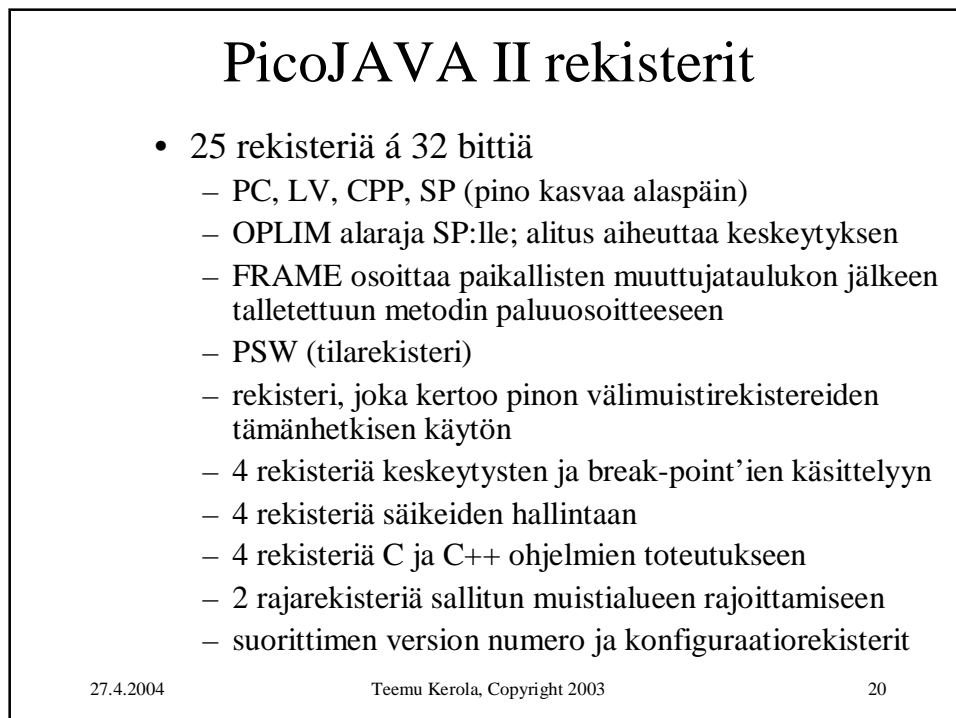 PicoJAVA II rekisterit
• 25 rekisteriä á 32 bittiä
– PC, LV, CPP, SP (pino kasvaa alaspäin)
– OPLIM alaraja SP:lle; alitus aiheuttaa keskeytyksen
– FRAME osoittaa paikallisten muuttujataulukon jälkeen
talletettuun metodin paluuosoitteeseen
– PSW (tilarekisteri)
– rekisteri, joka kertoo pinon välimuistirekistereiden
tämänhetkisen käytön
– 4 rekisteriä keskeytysten ja break-point’ien käsittelyyn
– 4 rekisteriä säikeiden hallintaan
– 4 rekisteriä C ja C++ ohjelmien toteutukseen
– 2 rajarekisteriä sallitun muistialueen rajoittamiseen
– suorittimen version numero ja konfiguraatiorekisterit
27.4.2004 Teemu Kerola, Copyright 2003 20